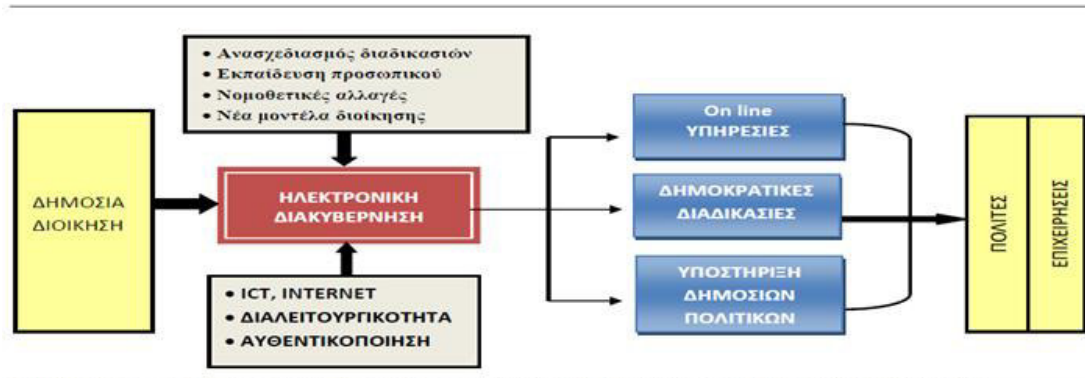 • Ανασχεδιασμός διαδικασιών
• Εκπαίδευση προσωπικού
• Νομοθετικές αλλαγές
• Νέα μοντέλα διοίκησης
ΔΗΜΟΣΙΑ
ΔΙΟΙΚΗΣΗ
ΗΛΕΚΤΡΟΝΙΚΗ
ΔΙΑΚΥΒΕΡΝΗΣΗ
• ICT, INTERNET
• ΔΙΑΛΕΙΤΟΥΡΓΙΚΟΤΗΤΑ
• ΑΥΘΕΝΤΙΚΟΠΟΙΗΣΗ
On line
ΥΠΗΡΕΣΙΕΣ
ΔΗΜΟΚΡΑΤΙΚΕΣ
ΔΙΑΔΙΚΑΣΙΕΣ
ΥΠΟΣΤΗΡΙΞΗ
ΔΗΜΟΣΙΩΝ
ΠΟΛΙΤΙΚΩΝ
ΠΟΛΙΤΕΣ
ΕΠΙΧΕΙΡΗΣΕΙΣ